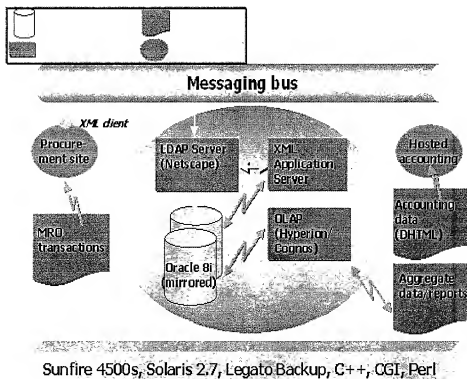 Messaging bus
XML client
Procure-
ment site
LDAP Server
(Netscape)
XML
Application
Server
Hosted
accounting
MRO
transactions
Oracle 8i
(mirrored)
OLAP
(Hyperion/
Cognos)
Accounting
data
(DHTML)
Aggregate
data/reports
Sunfire 4500s, Solaris 2.7, Legato Backup, C++, CGI, Perl